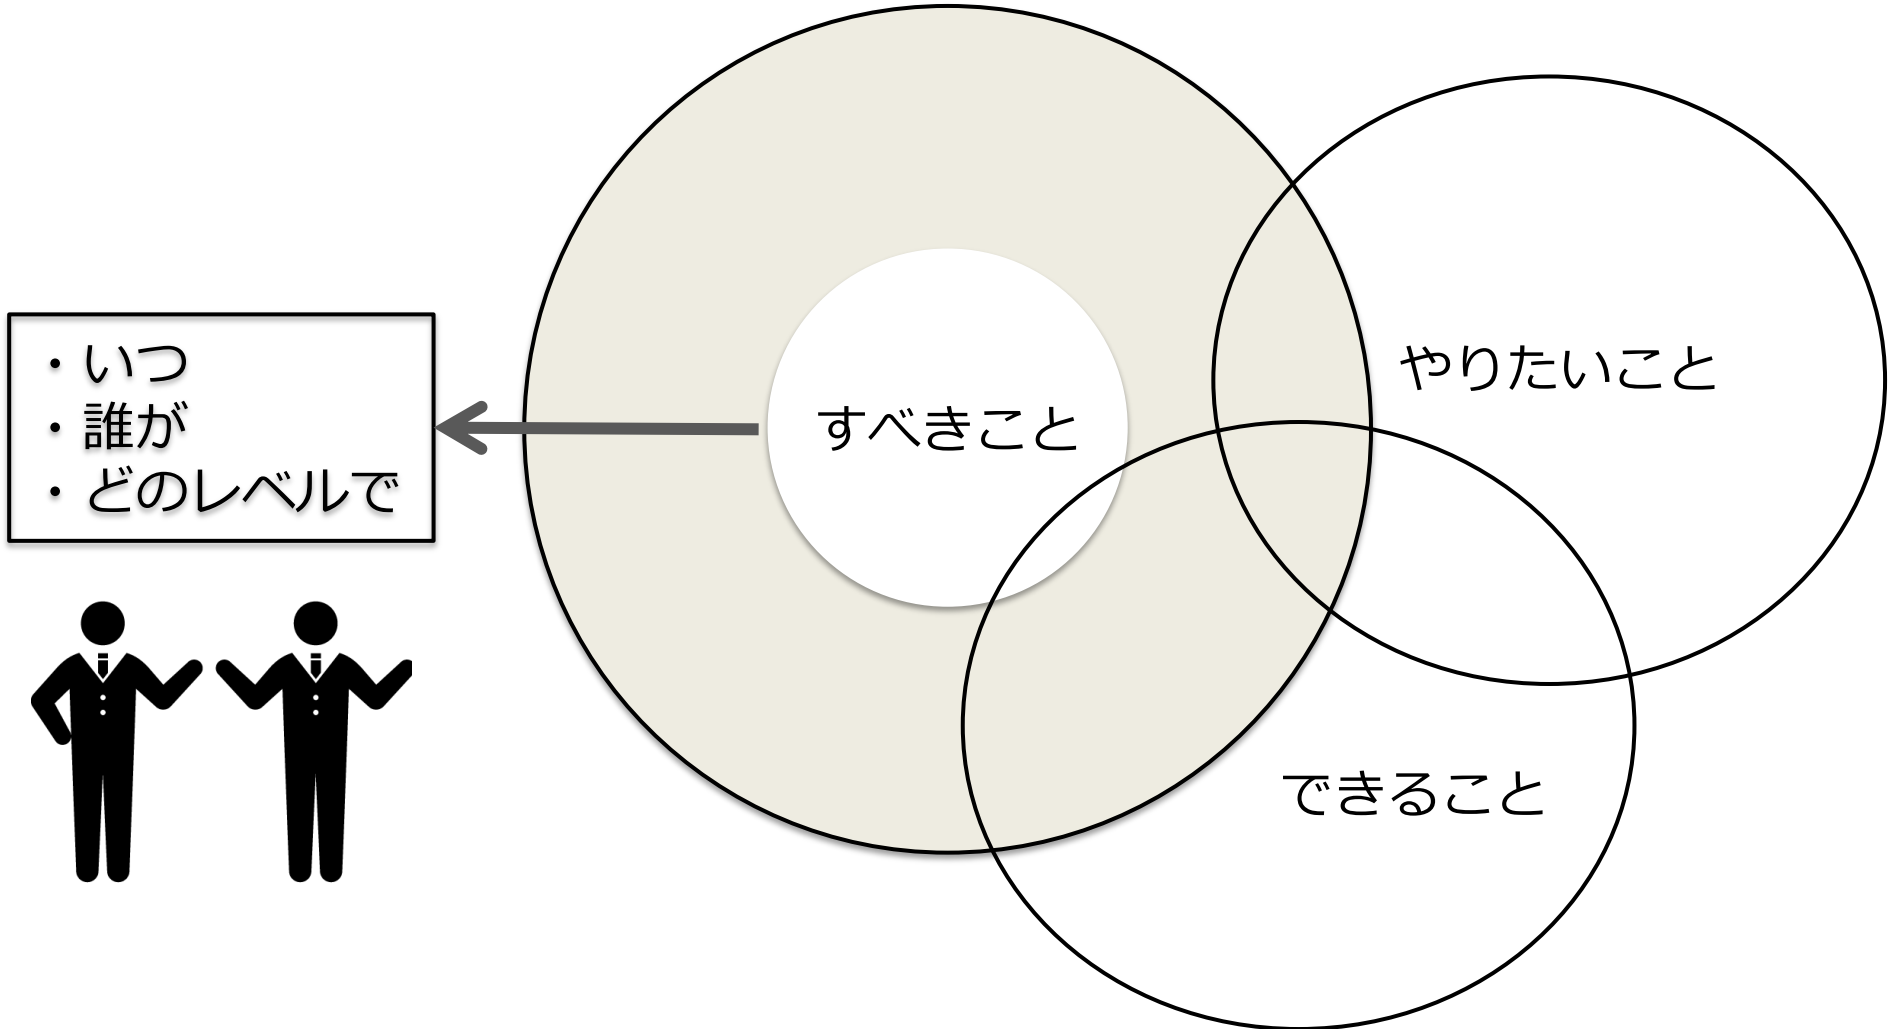 ・いつ
・誰が
・どのレベルで
すべきこと
やりたいこと
できること